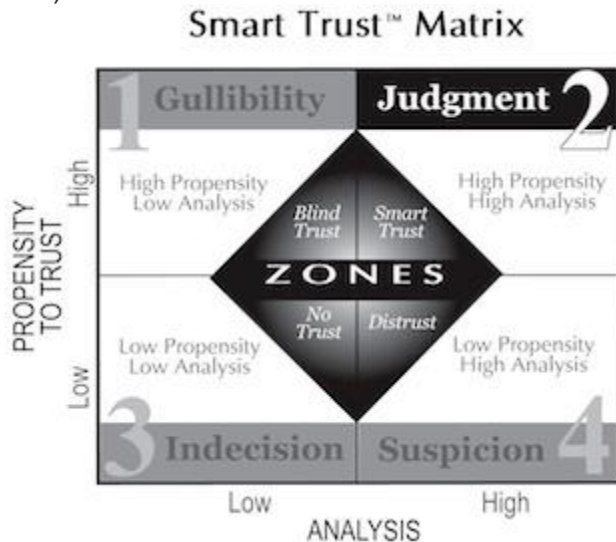 Smart Trust™ Matrix
1 Gullibility
Judgment 2
High Propensity
Low Analysis
High Propensity
High Analysis
Blind
Trust
Smart
Trust
ZONES
No
Trust
Distrust
Low Propensity
Low Analysis
Low Propensity
High Analysis
3 Indecision
Suspicion 4
PROPENSITY
TO TRUST
High
Low
Low
High
ANALYSIS